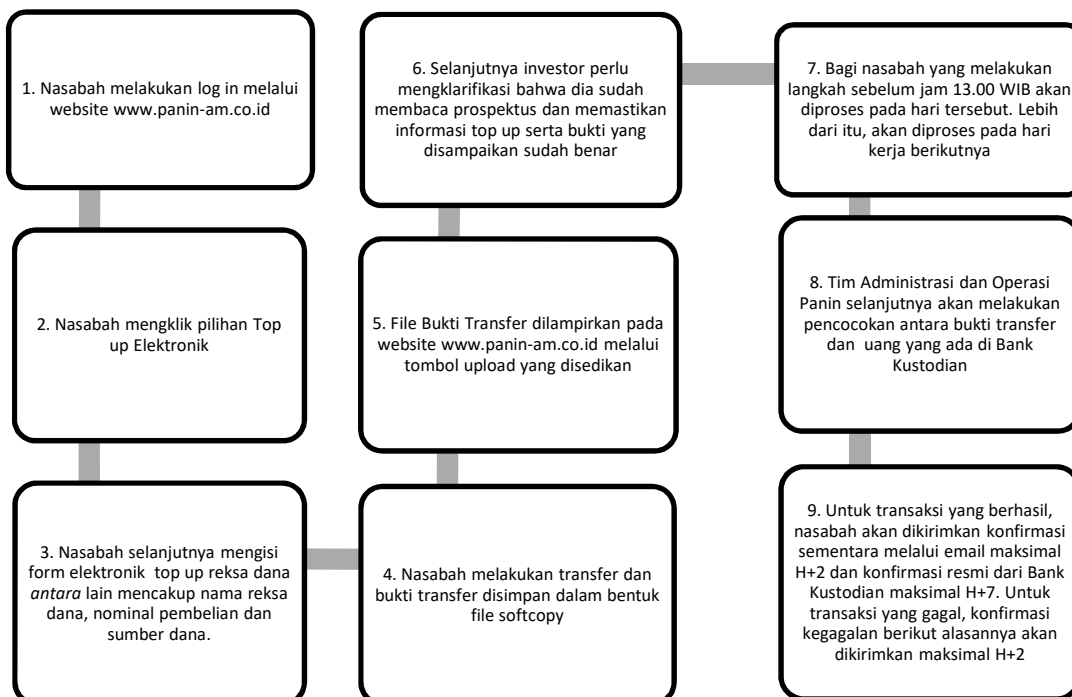 1. Nasabah melakukan log in melalui
website www.panin-am.co.id
2. Nasabah mengklik pilihan Top
up Elektronik
3. Nasabah selanjutnya mengisi
form elektronik top up reksa dana
antara lain mencakup nama reksa
dana, nominal pembelian dan
sumber dana.
4. Nasabah melakukan transfer dan
bukti transfer disimpan dalam bentuk
file softcopy
5. File Bukti Transfer dilampirkan pada
website www.panin-am.co.id melalui
tombol upload yang disedikan
6. Selanjutnya investor perlu
mengklarifikasi bahwa dia sudah
membaca prospektus dan memastikan
informasi top up serta bukti yang
disampaikan sudah benar
7. Bagi nasabah yang melakukan
langkah sebelum jam 13.00 WIB akan
diproses pada hari tersebut. Lebih
dari itu, akan diproses pada hari
kerja berikutnya
8. Tim Administrasi dan Operasi
Panin selanjutnya akan melakukan
pencocokan antara bukti transfer
dan uang yang ada di Bank
Kustodian
9. Untuk transaksi yang berhasil,
nasabah akan dikirimkan konfirmasi
sementara melalui email maksimal
H+2 dan konfirmasi resmi dari Bank
Kustodian maksimal H+7. Untuk
transaksi yang gagal, konfirmasi
kegagalan berikut alasannya akan
dikirimkan maksimal H+2